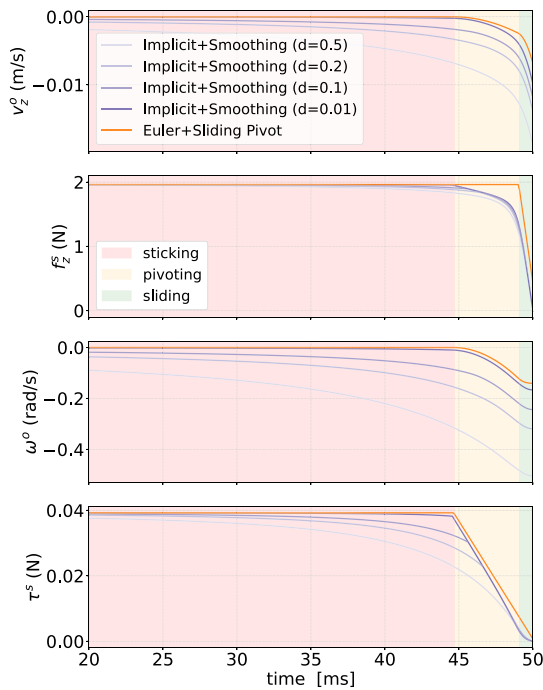 0.00
−0.01
v_z^o (m/s)
Implicit+Smoothing (d=0.5)
Implicit+Smoothing (d=0.2)
Implicit+Smoothing (d=0.1)
Implicit+Smoothing (d=0.01)
Euler+Sliding Pivot
2
1
0
f_z^s (N)
sticking
pivoting
sliding
0.0
−0.2
−0.4
ω^o (rad/s)
0.04
0.02
0.00
τ^s (N)
20 25 30 35 40 45 50
time [ms]